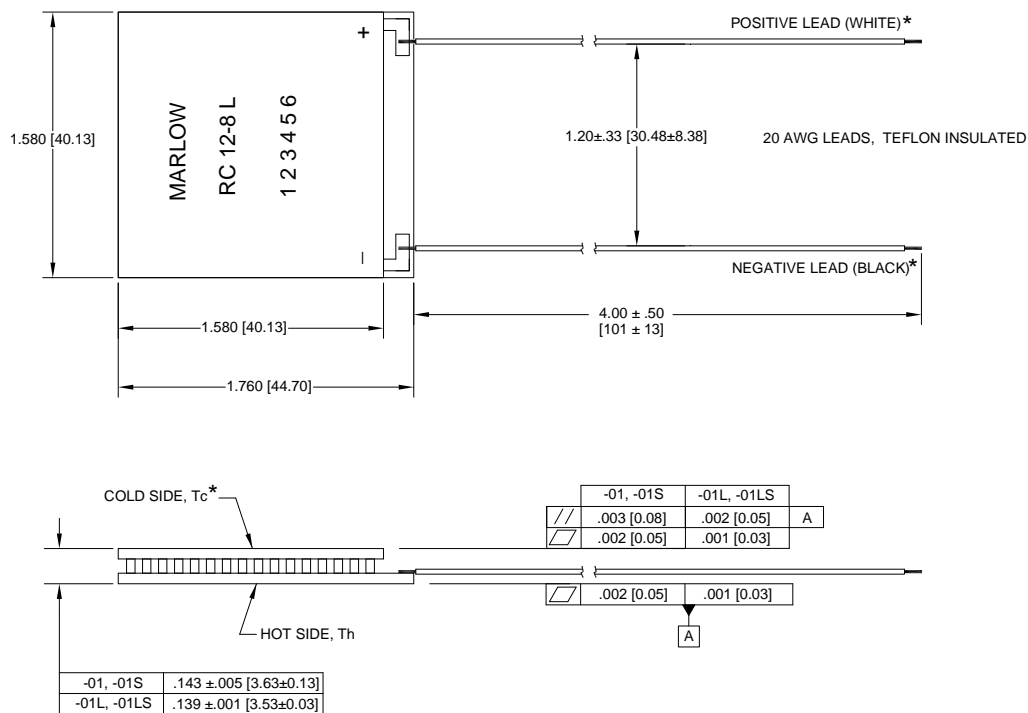 POSITIVE LEAD (WHITE)*
+
1.580 [40.13]
MARLOW
RC 12-8 L
1 2 3 4 5 6
1.20±.33 [30.48±8.38]
20 AWG LEADS, TEFLON INSULATED
–
NEGATIVE LEAD (BLACK)*
1.580 [40.13]
4.00 ± .50
[101 ± 13]
1.760 [44.70]
COLD SIDE, Tc*
-01, -01S -01L, -01LS
// .003 [0.08] .002 [0.05] A
.002 [0.05] .001 [0.03]
.002 [0.05] .001 [0.03]
A
HOT SIDE, Th
-01, -01S .143 ±.005 [3.63±0.13]
-01L, -01LS .139 ±.001 [3.53±0.03]